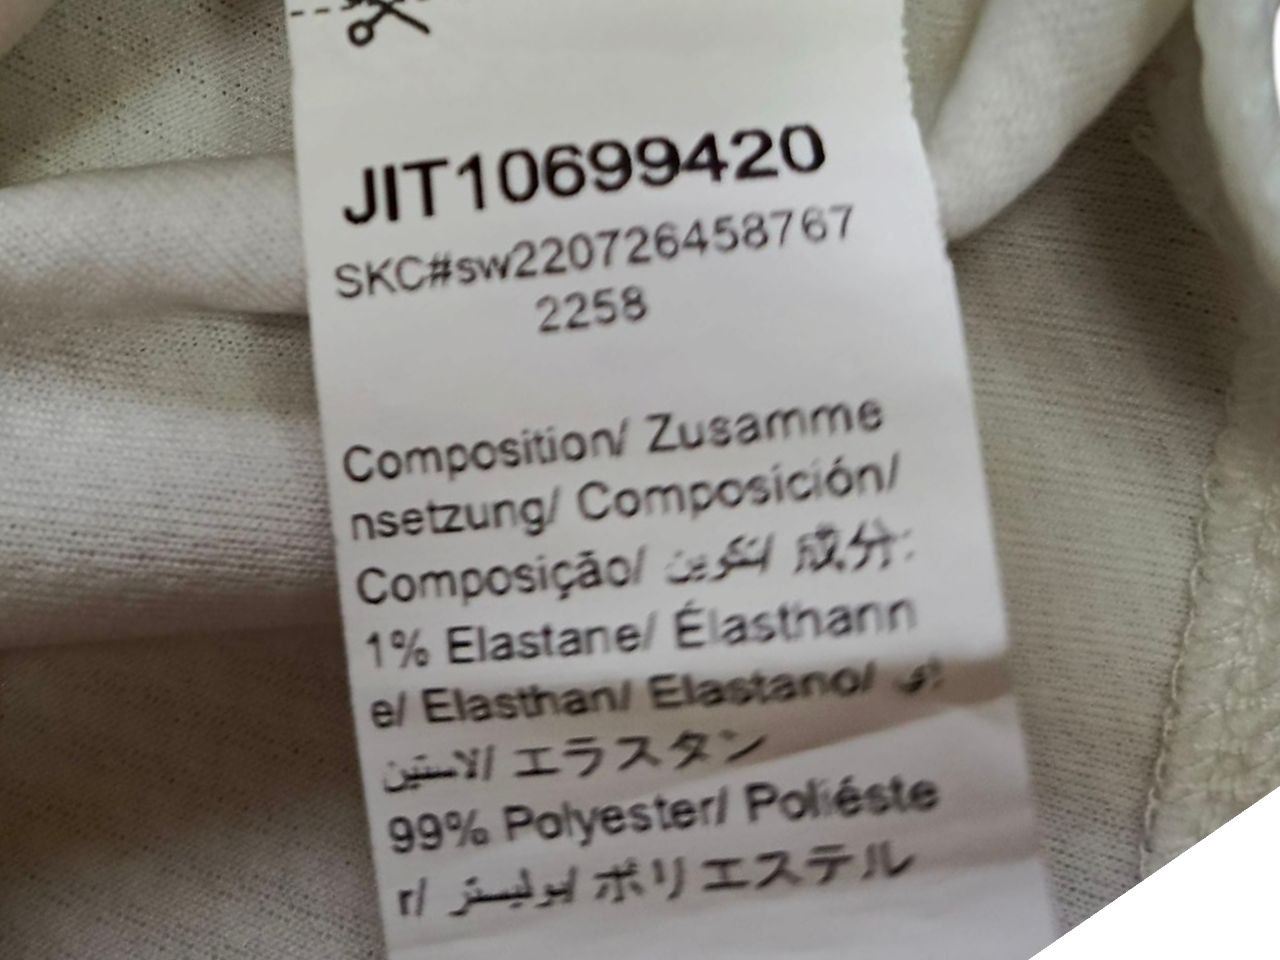 JIT10699420
SKC#sw220726458767
2258
Composition/ Zusamme
nsetzung/ Composición/
Composição/ التكوين/ 成分:
1% Elastane/ Élasthann
e/ Elasthan/ Elastano/
لاستين/ エラスタン
99% Polyester/ Poliéste
r/ بوليستر/ ポリエステル